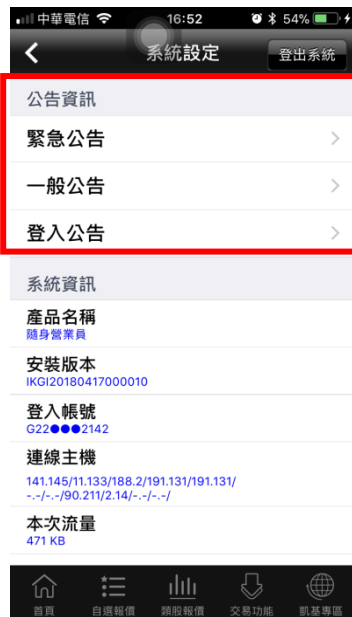 中華電信 16:52 54%
系統設定 登出系統
公告資訊
緊急公告
一般公告
登入公告
系統資訊
產品名稱
隨身營業員
安裝版本
IKGI20180417000010
登入帳號
G22●●●2142
連線主機
141.145/11.133/188.2/191.131/191.131/
-.-/-.-/90.211/2.14/-.-/-.-/
本次流量
471 KB
首頁 自選報價 類股報價 交易功能 凱基專區